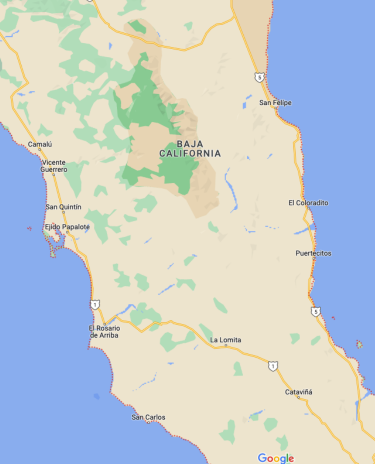 5
San Felipe
Camalú
BAJA
CALIFORNIA
Vicente
Guerrero
El Coloradito
San Quintín
Ejido Papalote
Puertecitos
1
5
El Rosario
de Arriba
La Lomita
1
Cataviñá
San Carlos
Google